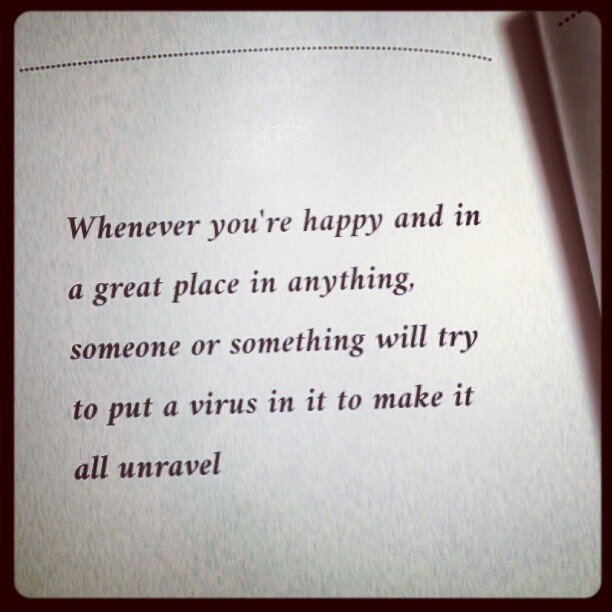 Whenever you're happy and in
a great place in anything,
someone or something will try
to put a virus in it to make it
all unravel